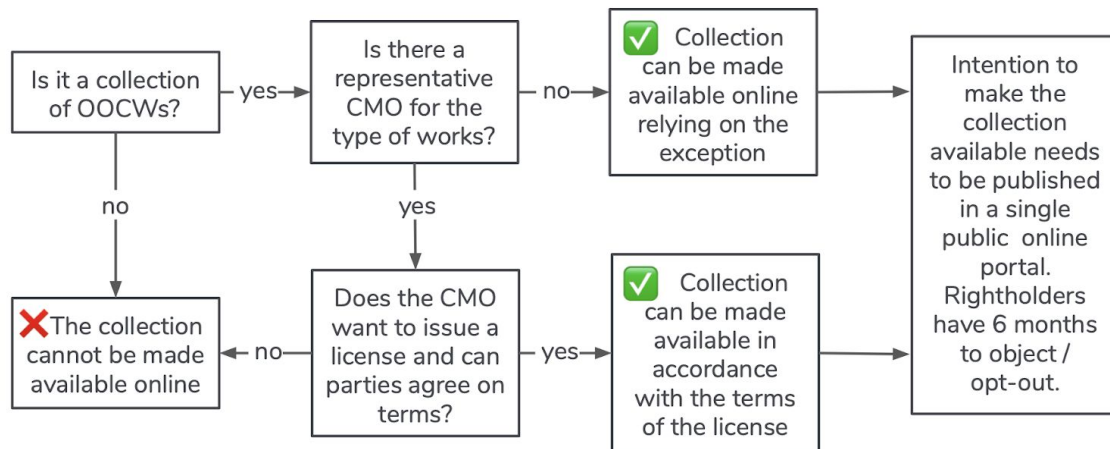 Is it a collection
of OOCWs?
yes
Is there a
representative
CMO for the
type of works?
no
✅ Collection
can be made
available online
relying on the
exception
Intention to
make the
collection
available needs
to be published
in a single
public online
portal.
Rightholders
have 6 months
to object /
opt-out.
no
yes
❌The collection
cannot be made
available online
no
Does the CMO
want to issue a
license and can
parties agree on
terms?
yes
✅ Collection
can be made
available in
accordance
with the terms
of the license